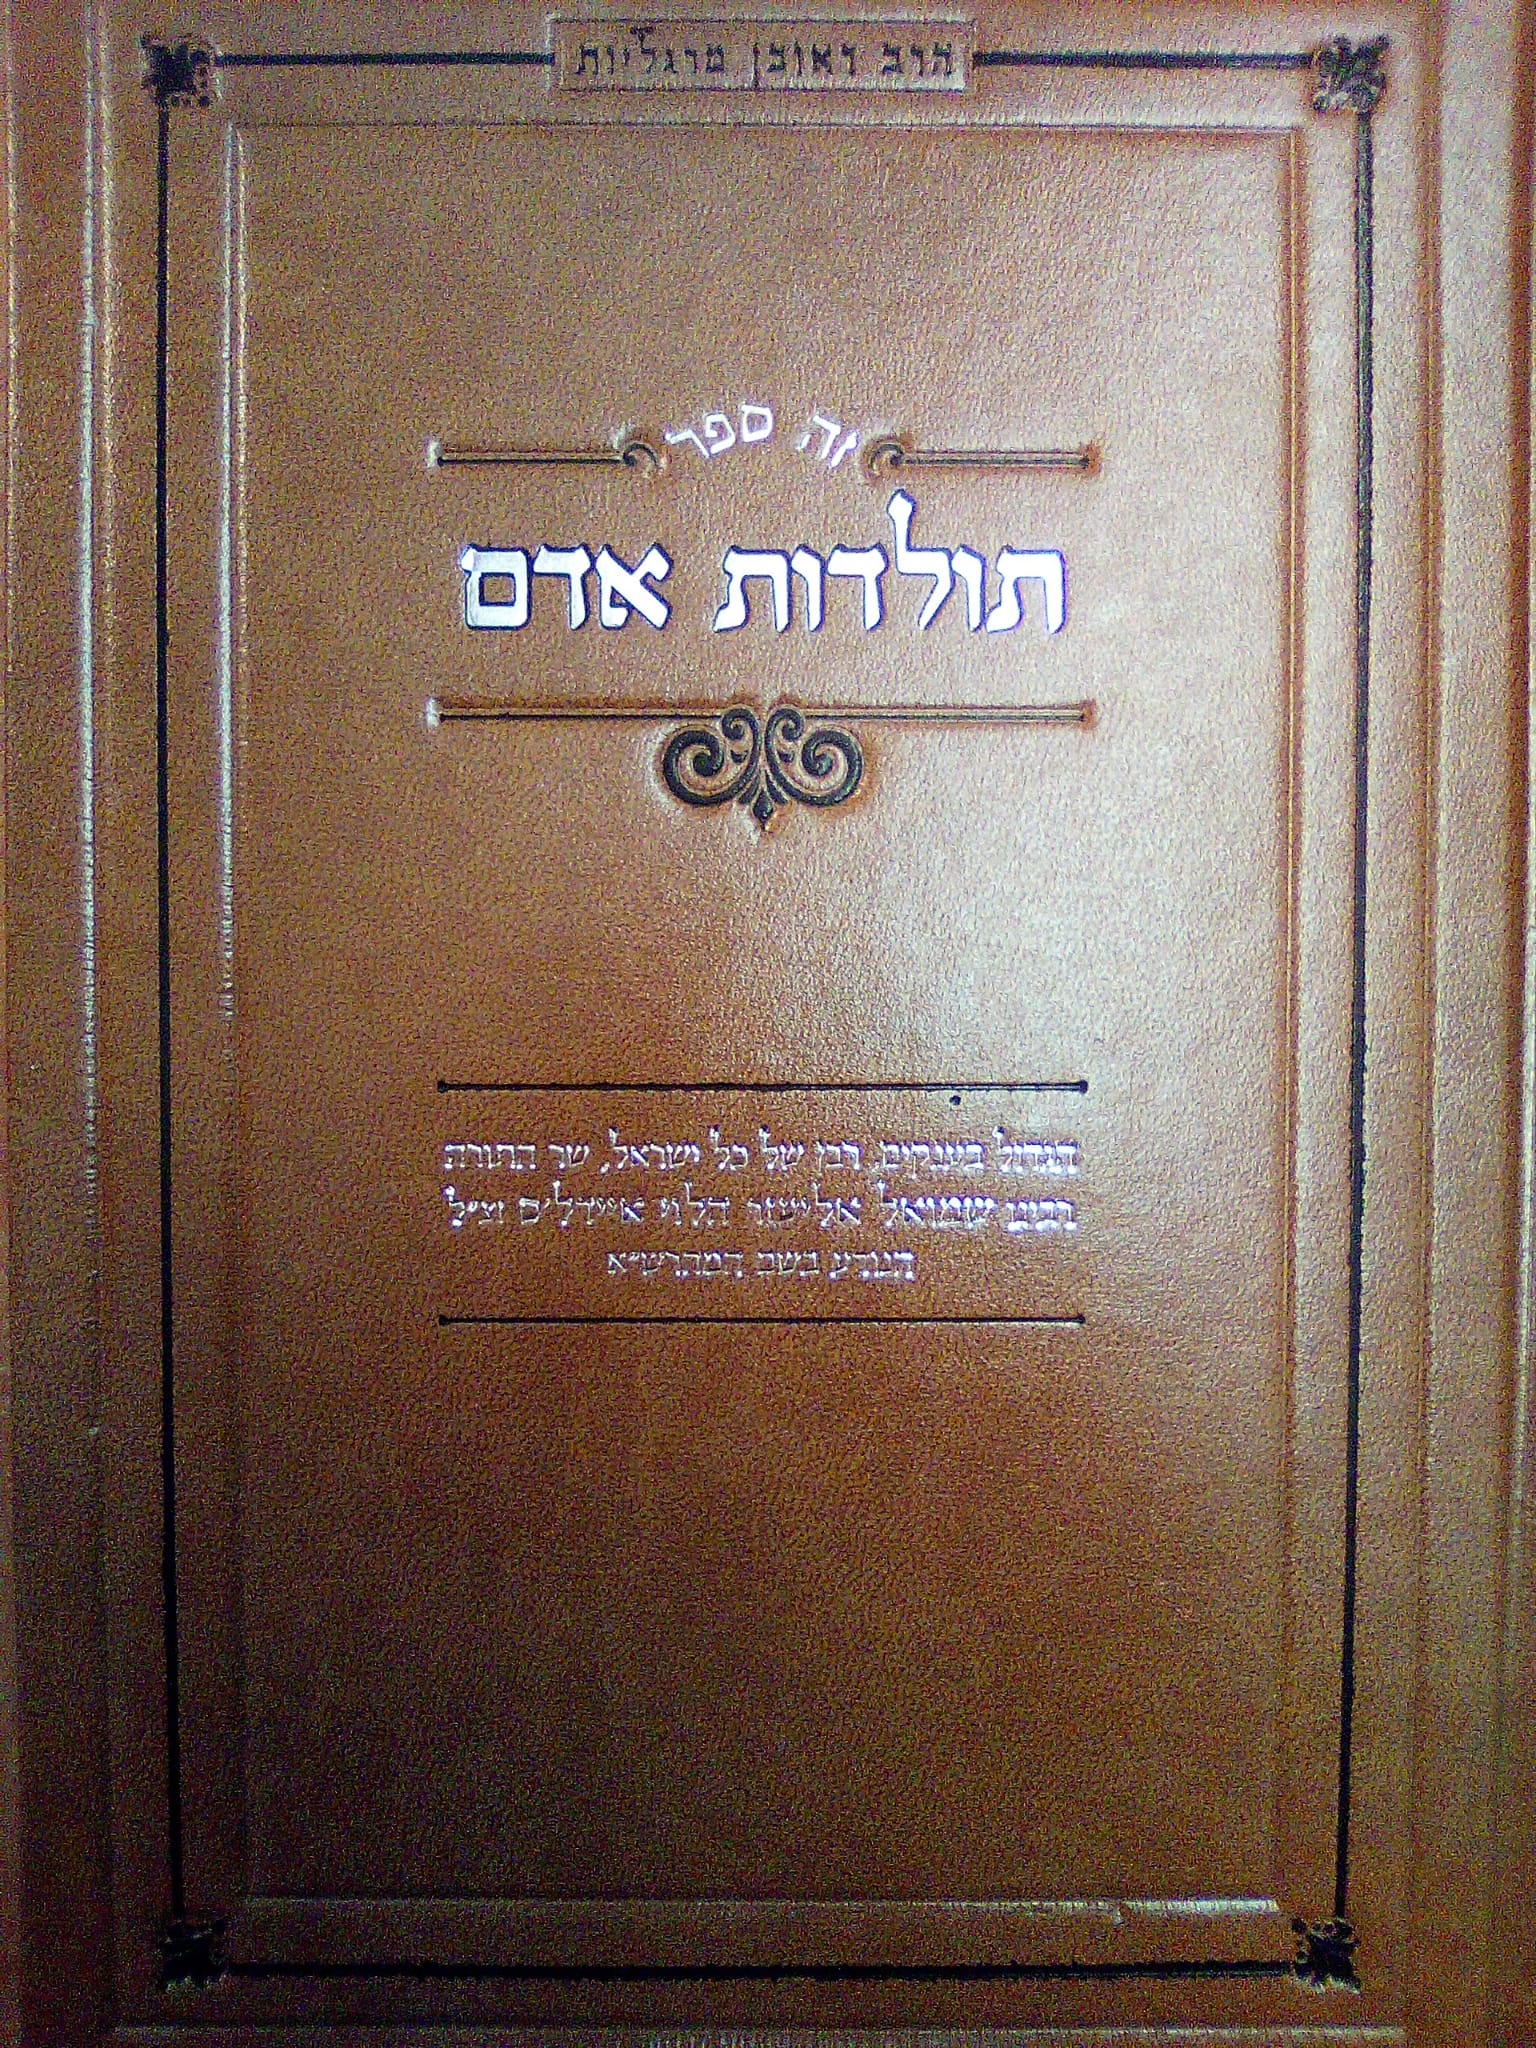 הרב ראובן מרגליות
זה ספר
תולדות אדם
הגדול בענקים, רבן של כל ישראל, שר התורה
רבינו שמואל אליעזר הלוי איידל'ס זצ"ל
הנודע בשם המהרש"א